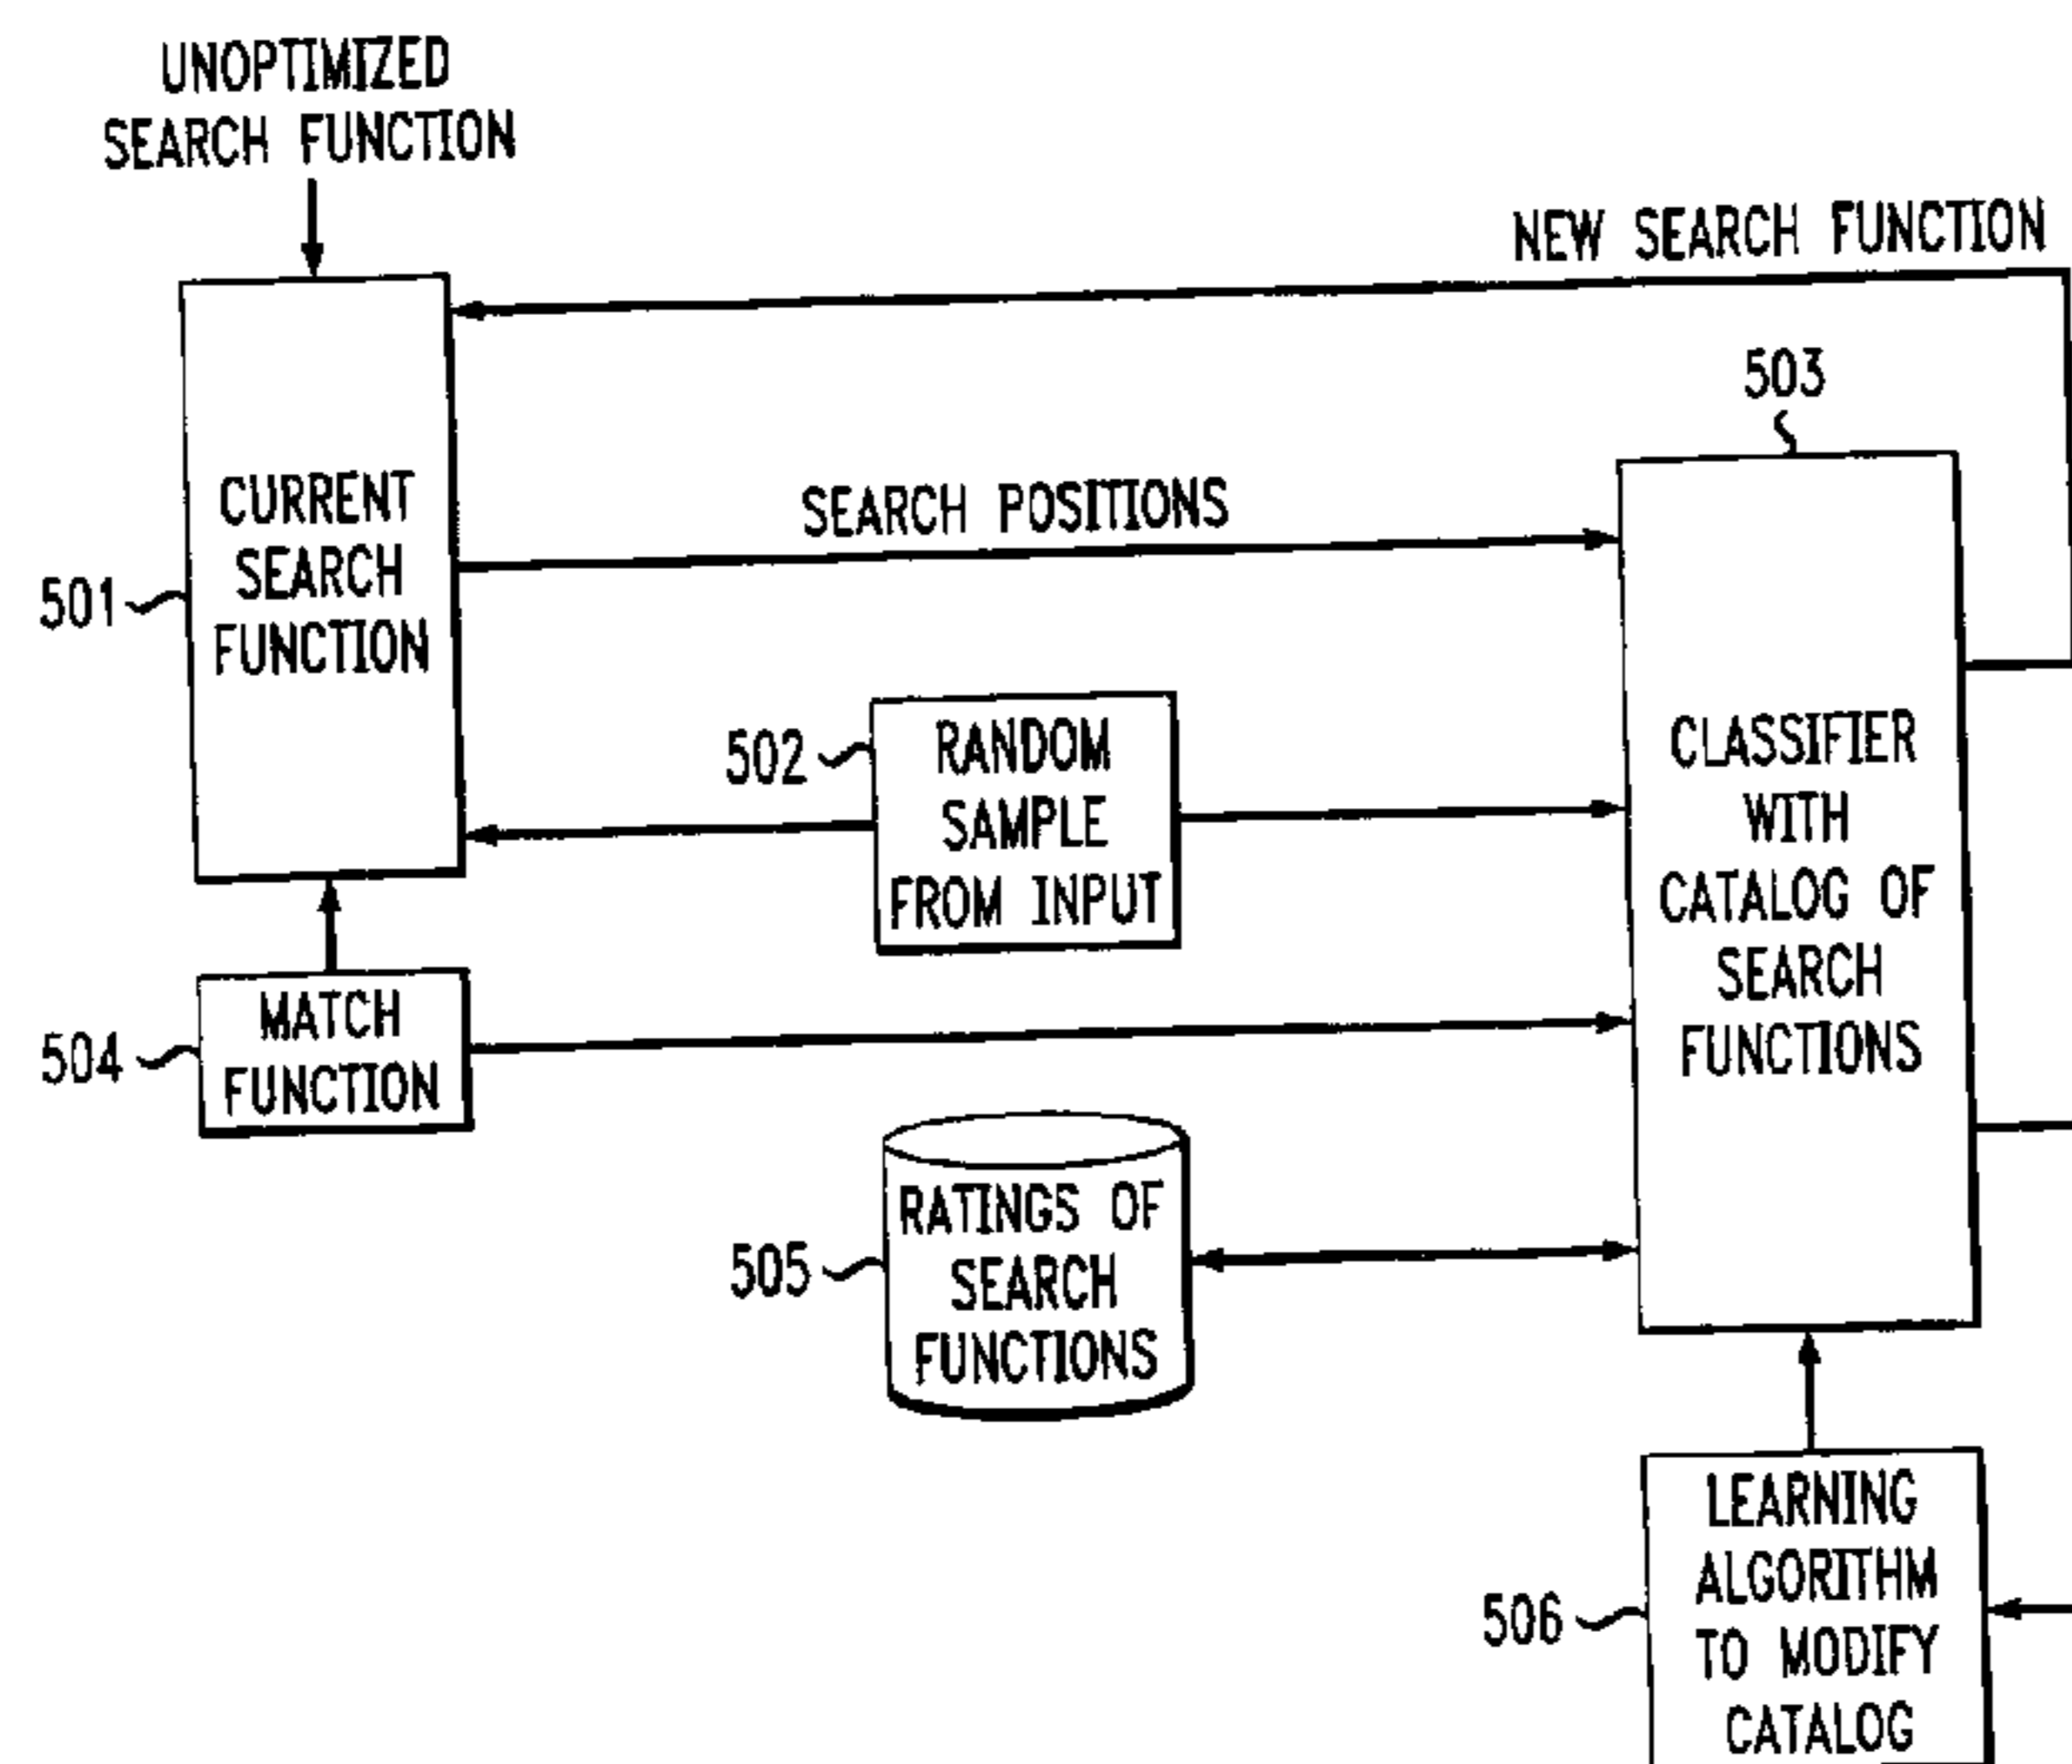 UNOPTIMIZED
SEARCH FUNCTION
NEW SEARCH FUNCTION
503
SEARCH POSITIONS
CURRENT
SEARCH
FUNCTION
501
502
RANDOM
SAMPLE
FROM INPUT
CLASSIFIER
WITH
CATALOG OF
SEARCH
FUNCTIONS
504
MATCH
FUNCTION
505
RATINGS OF
SEARCH
FUNCTIONS
506
LEARNING
ALGORITHM
TO MODIFY
CATALOG